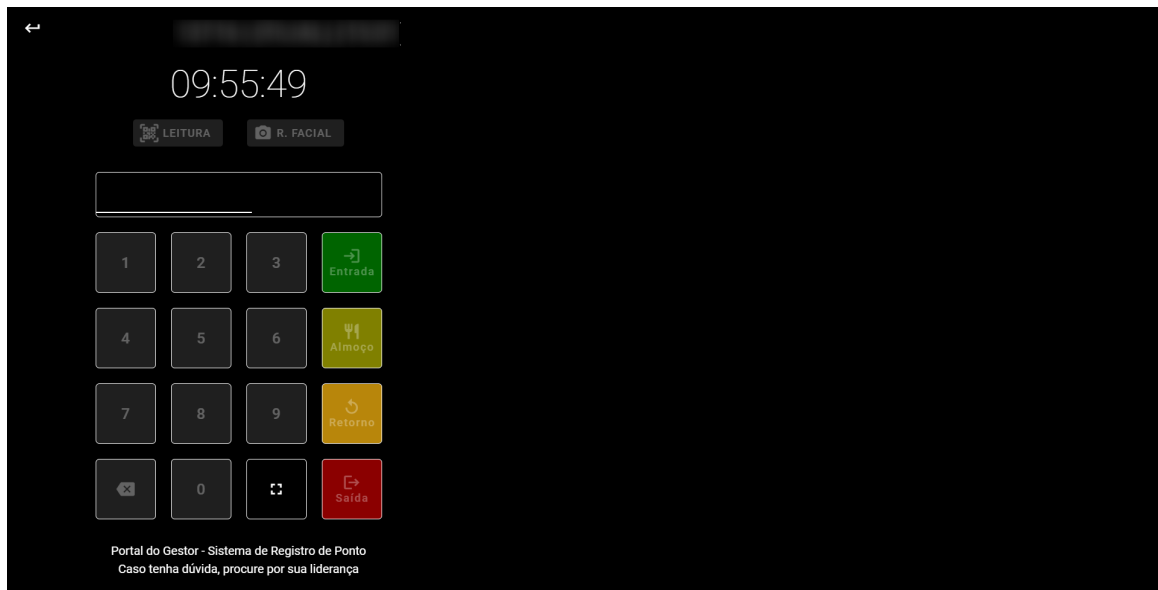 09:55:49
LEITURA R. FACIAL
1 2 3 Entrada
4 5 6 Almoço
7 8 9 Retorno
0 Saída
Portal do Gestor - Sistema de Registro de Ponto
Caso tenha dúvida, procure por sua liderança